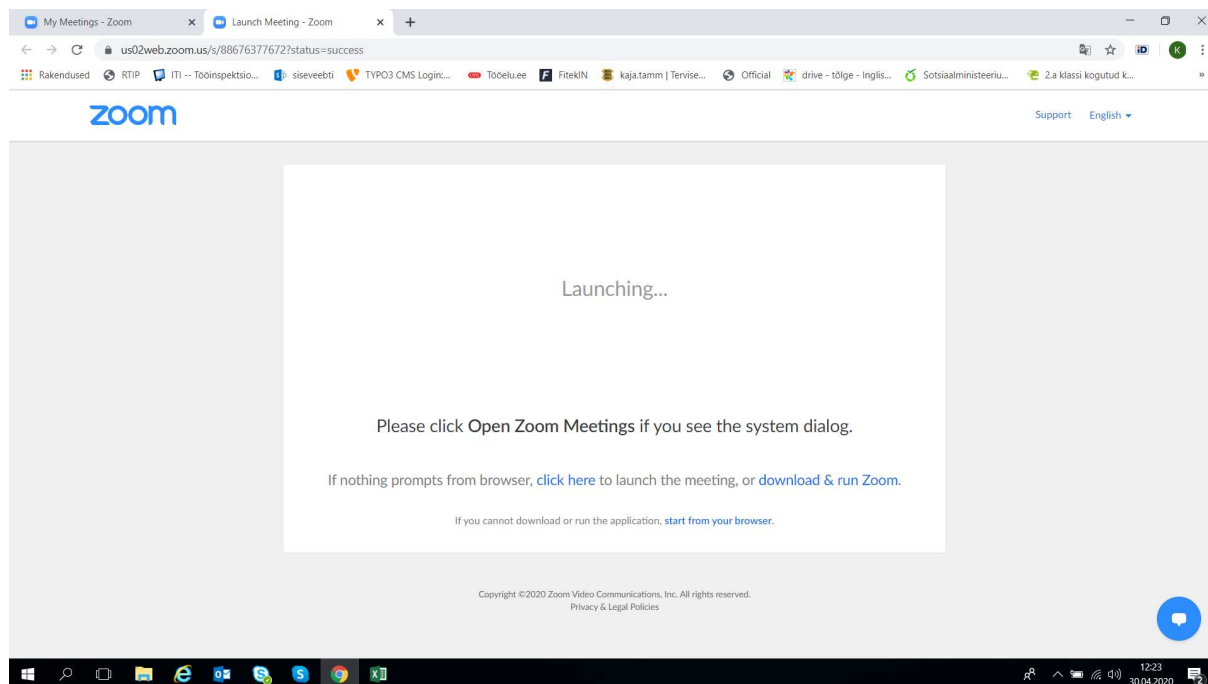 My Meetings - Zoom
Launch Meeting - Zoom
us02web.zoom.us/s/88676377672?status=success
K
Rakendused RTIP ITI -- Tööinspektsio... siseveebti TYPO3 CMS Login:... Tööelu.ee FitekIN kaja.tamm | Tervise... Official drive - tõlge - Inglis... Sotsiaalministeeriu... 2.a klassi kogutud k... »
zoom
Support English
Launching...
Please click Open Zoom Meetings if you see the system dialog.
If nothing prompts from browser, click here to launch the meeting, or download & run Zoom.
If you cannot download or run the application, start from your browser.
Copyright ©2020 Zoom Video Communications, Inc. All rights reserved.
Privacy & Legal Policies
12:23
30.04.2020